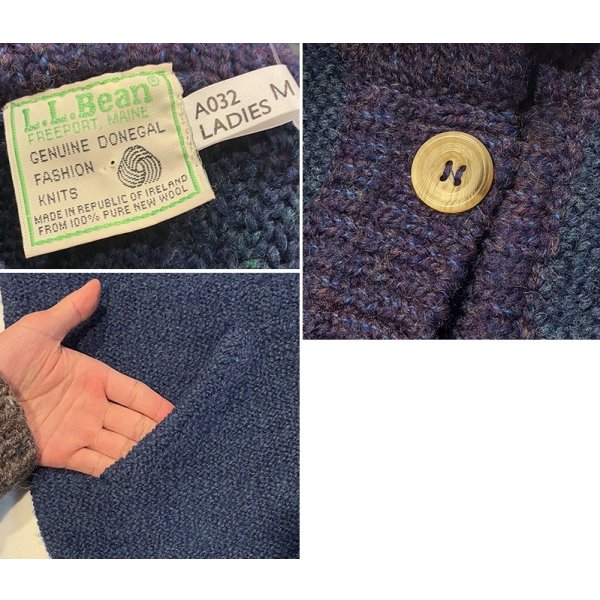 L.L.Bean®
FREEPORT, MAINE
GENUINE DONEGAL
FASHION
KNITS
MADE IN REPUBLIC OF IRELAND
FROM 100% PURE NEW WOOL
A032
LADIES M